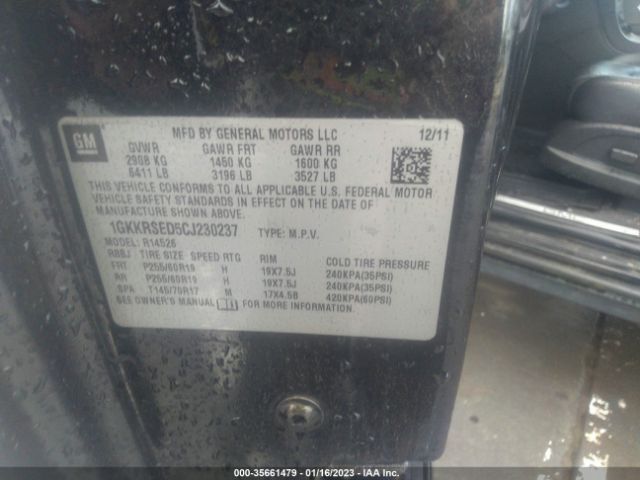 GM
MFD BY GENERAL MOTORS LLC 12/11
GVWR GAWR FRT GAWR RR
2908 KG 1450 KG 1600 KG
6411 LB 3196 LB 3527 LB
THIS VEHICLE CONFORMS TO ALL APPLICABLE U.S. FEDERAL MOTOR
VEHICLE SAFETY STANDARDS IN EFFECT ON THE DATE OF
MANUFACTURE SHOWN ABOVE.
1GKKRSED5CJ230237 TYPE: M.P.V.
MODEL: R14526
RBBJ TIRE SIZE SPEED RTG RIM COLD TIRE PRESSURE
FRT P255/60R19 H 19X7.5J 240KPA(35PSI)
RR P255/60R19 H 19X7.5J 240KPA(35PSI)
SPA T145/70R17 M 17X4.5B 420KPA(60PSI)
SEE OWNER'S MANUAL FOR MORE INFORMATION.
000-35661479 - 01/16/2023 - IAA Inc.